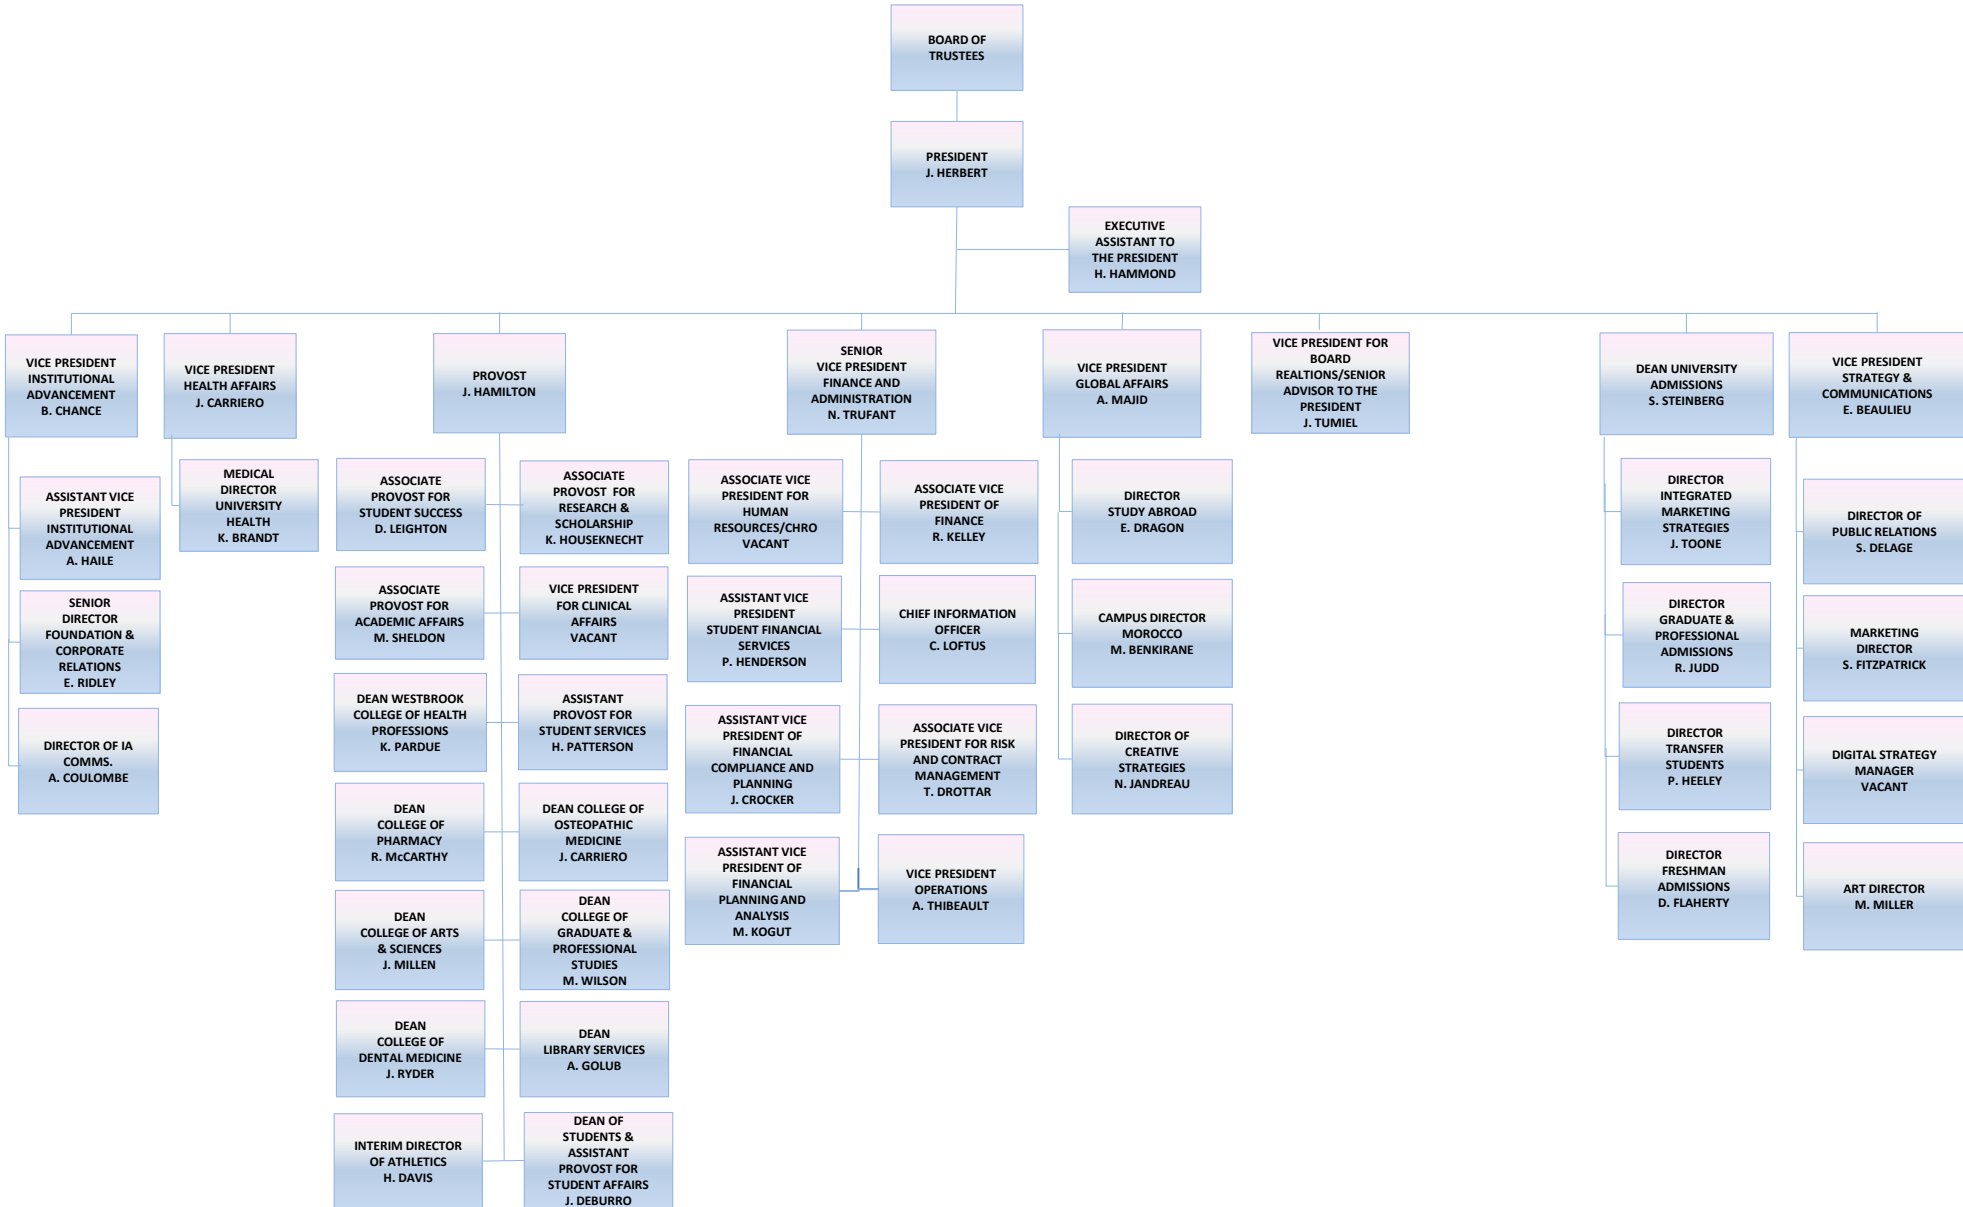 BOARD OF
TRUSTEES
PRESIDENT
J. HERBERT
EXECUTIVE
ASSISTANT TO
THE PRESIDENT
H. HAMMOND
VICE PRESIDENT
INSTITUTIONAL
ADVANCEMENT
B. CHANCE
VICE PRESIDENT
HEALTH AFFAIRS
J. CARRIERO
PROVOST
J. HAMILTON
SENIOR
VICE PRESIDENT
FINANCE AND
ADMINISTRATION
N. TRUFANT
VICE PRESIDENT
GLOBAL AFFAIRS
A. MAJID
VICE PRESIDENT FOR
BOARD
REALTIONS/SENIOR
ADVISOR TO THE
PRESIDENT
J. TUMIEL
DEAN UNIVERSITY
ADMISSIONS
S. STEINBERG
VICE PRESIDENT
STRATEGY &
COMMUNICATIONS
E. BEAULIEU
ASSISTANT VICE
PRESIDENT
INSTITUTIONAL
ADVANCEMENT
A. HAILE
SENIOR
DIRECTOR
FOUNDATION &
CORPORATE
RELATIONS
E. RIDLEY
DIRECTOR OF IA
COMMS.
A. COULOMBE
MEDICAL
DIRECTOR
UNIVERSITY
HEALTH
K. BRANDT
ASSOCIATE
PROVOST FOR
STUDENT SUCCESS
D. LEIGHTON
ASSOCIATE
PROVOST FOR
RESEARCH &
SCHOLARSHIP
K. HOUSEKNECHT
ASSOCIATE
PROVOST FOR
ACADEMIC AFFAIRS
M. SHELDON
VICE PRESIDENT
FOR CLINICAL
AFFAIRS
VACANT
DEAN WESTBROOK
COLLEGE OF HEALTH
PROFESSIONS
K. PARDUE
ASSISTANT
PROVOST FOR
STUDENT SERVICES
H. PATTERSON
DEAN
COLLEGE OF
PHARMACY
R. McCARTHY
DEAN COLLEGE OF
OSTEOPATHIC
MEDICINE
J. CARRIERO
DEAN
COLLEGE OF ARTS
& SCIENCES
J. MILLEN
DEAN
COLLEGE OF
GRADUATE &
PROFESSIONAL
STUDIES
M. WILSON
DEAN
COLLEGE OF
DENTAL MEDICINE
J. RYDER
DEAN
LIBRARY SERVICES
A. GOLUB
INTERIM DIRECTOR
OF ATHLETICS
H. DAVIS
DEAN OF
STUDENTS &
ASSISTANT
PROVOST FOR
STUDENT AFFAIRS
J. DEBURRO
ASSOCIATE VICE
PRESIDENT FOR
HUMAN
RESOURCES/CHRO
VACANT
ASSOCIATE VICE
PRESIDENT OF
FINANCE
R. KELLEY
ASSISTANT VICE
PRESIDENT
STUDENT FINANCIAL
SERVICES
P. HENDERSON
CHIEF INFORMATION
OFFICER
C. LOFTUS
ASSISTANT VICE
PRESIDENT OF
FINANCIAL
COMPLIANCE AND
PLANNING
J. CROCKER
ASSOCIATE VICE
PRESIDENT FOR RISK
AND CONTRACT
MANAGEMENT
T. DROTTAR
ASSISTANT VICE
PRESIDENT OF
FINANCIAL
PLANNING AND
ANALYSIS
M. KOGUT
VICE PRESIDENT
OPERATIONS
A. THIBEAULT
DIRECTOR
STUDY ABROAD
E. DRAGON
CAMPUS DIRECTOR
MOROCCO
M. BENKIRANE
DIRECTOR OF
CREATIVE
STRATEGIES
N. JANDREAU
DIRECTOR
INTEGRATED
MARKETING
STRATEGIES
J. TOONE
DIRECTOR
GRADUATE &
PROFESSIONAL
ADMISSIONS
R. JUDD
DIRECTOR
TRANSFER
STUDENTS
P. HEELEY
DIRECTOR
FRESHMAN
ADMISSIONS
D. FLAHERTY
DIRECTOR OF
PUBLIC RELATIONS
S. DELAGE
MARKETING
DIRECTOR
S. FITZPATRICK
DIGITAL STRATEGY
MANAGER
VACANT
ART DIRECTOR
M. MILLER